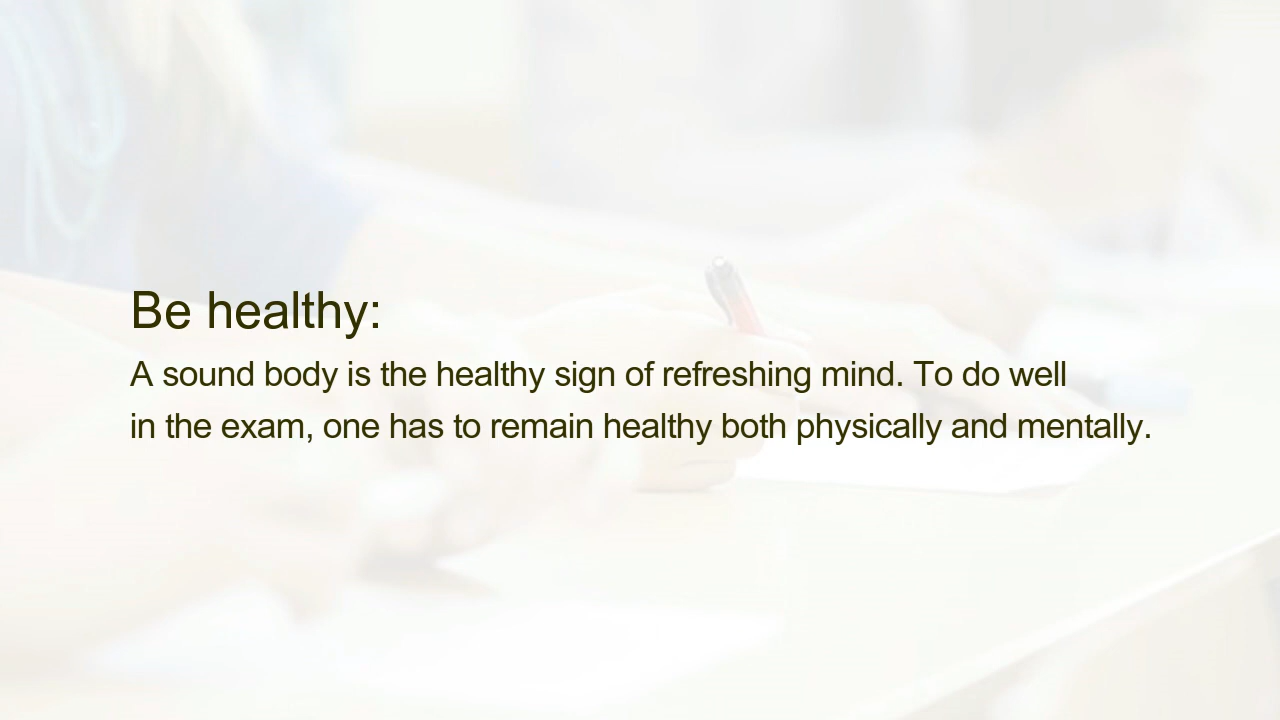 Be healthy:
A sound body is the healthy sign of refreshing mind. To do well
in the exam, one has to remain healthy both physically and mentally.